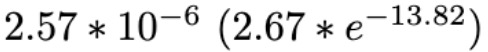 2.57 * 10^{-6} (2.67 * e^{-13.82})